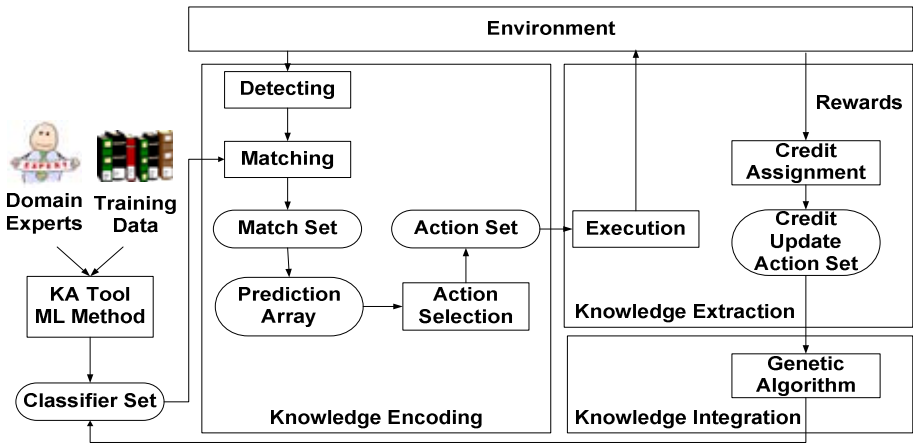 Environment
Detecting
Matching
Match Set
Prediction
Array
Action Set
Action
Selection
Knowledge Encoding
Execution
Rewards
Credit
Assignment
Credit
Update
Action Set
Knowledge Extraction
Genetic
Algorithm
Knowledge Integration
EXPERT
Domain
Experts
Training
Data
KA Tool
ML Method
Classifier Set